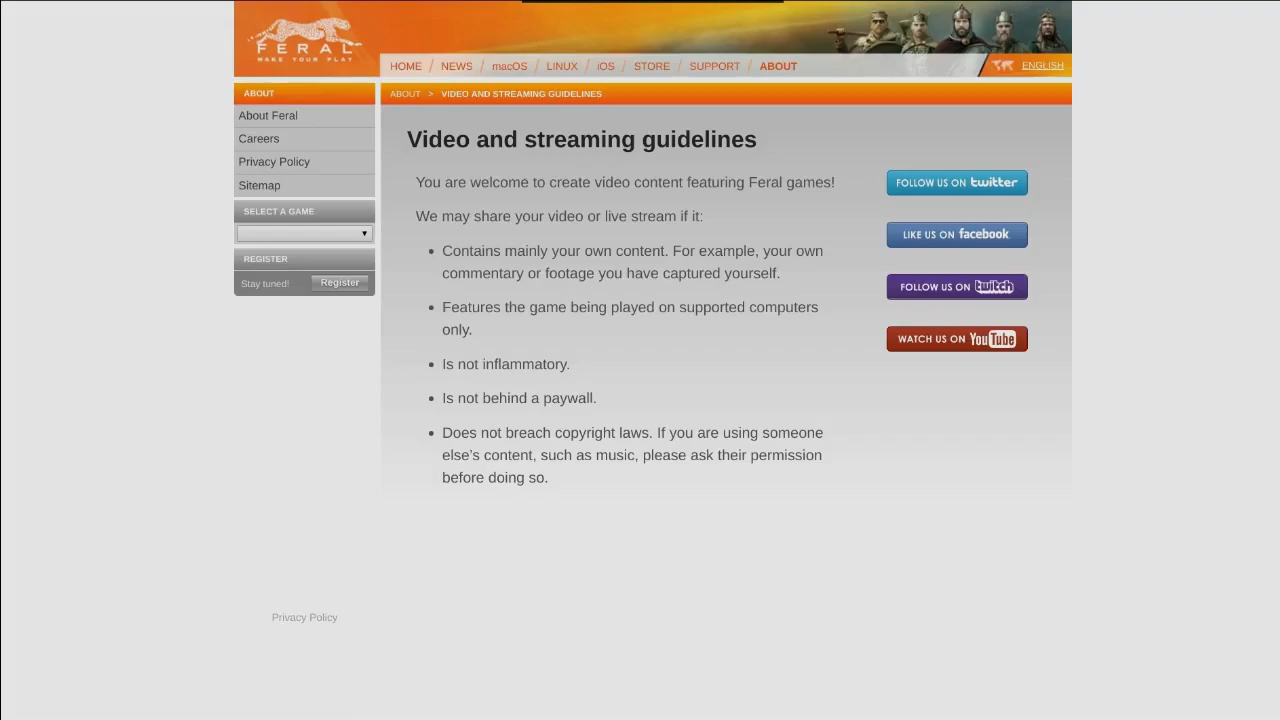 FERAL
MAKE YOUR PLAY
HOME / NEWS / macOS / LINUX / iOS / STORE / SUPPORT / ABOUT
ENGLISH
ABOUT
ABOUT > VIDEO AND STREAMING GUIDELINES
About Feral
Careers
Privacy Policy
Sitemap
SELECT A GAME
REGISTER
Stay tuned! Register
Video and streaming guidelines
You are welcome to create video content featuring Feral games!
We may share your video or live stream if it:
• Contains mainly your own content. For example, your own
commentary or footage you have captured yourself.
• Features the game being played on supported computers
only.
• Is not inflammatory.
• Is not behind a paywall.
• Does not breach copyright laws. If you are using someone
else’s content, such as music, please ask their permission
before doing so.
FOLLOW US ON twitter
LIKE US ON facebook
FOLLOW US ON twitch
WATCH US ON YouTube
Privacy Policy